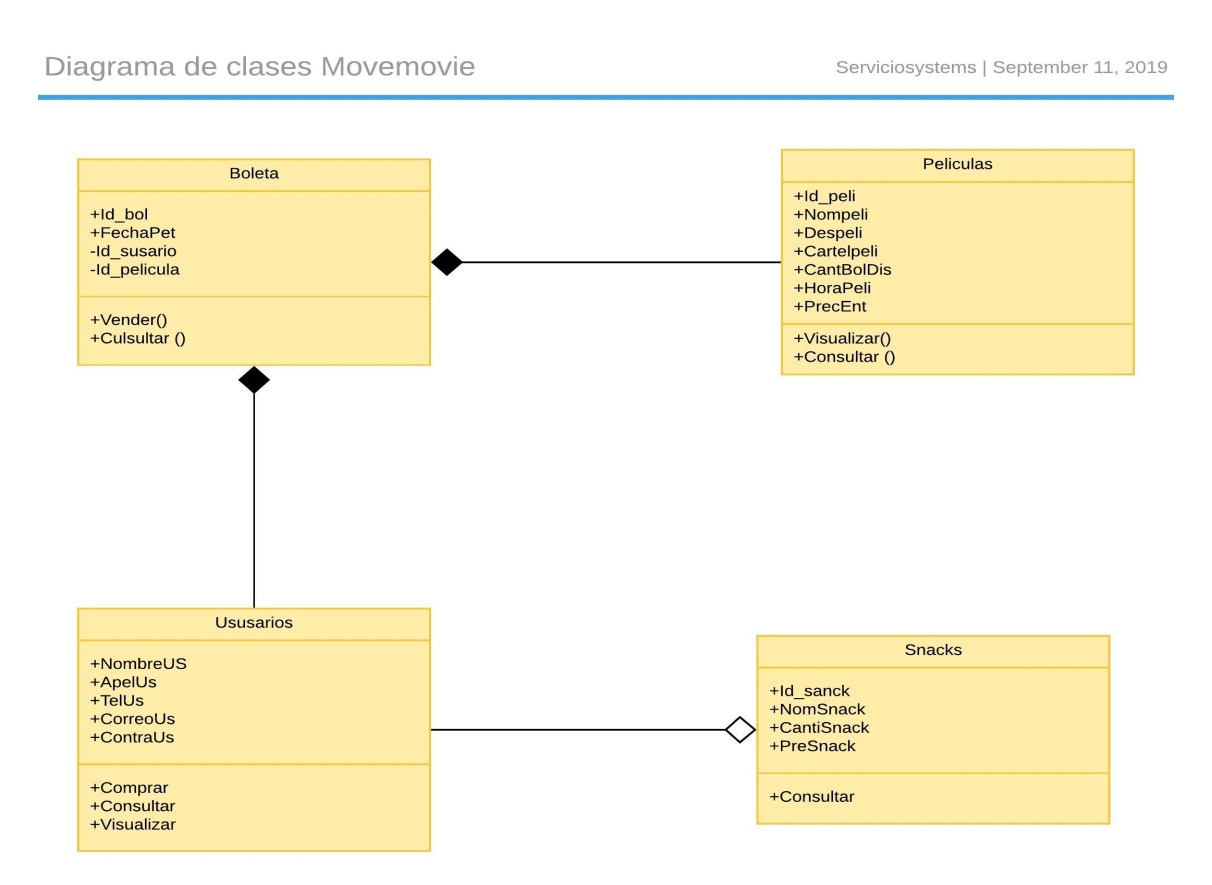 Diagrama de clases Movemovie
Serviciosystems | September 11, 2019
Boleta
+Id_bol
+FechaPet
-Id_susario
-Id_pelicula
+Vender()
+Culsultar ()
Peliculas
+Id_peli
+Nompeli
+Despeli
+Cartelpeli
+CantBolDis
+HoraPeli
+PrecEnt
+Visualizar()
+Consultar ()
Ususarios
+NombreUS
+ApelUs
+TelUs
+CorreoUs
+ContraUs
+Comprar
+Consultar
+Visualizar
Snacks
+Id_sanck
+NomSnack
+CantiSnack
+PreSnack
+Consultar